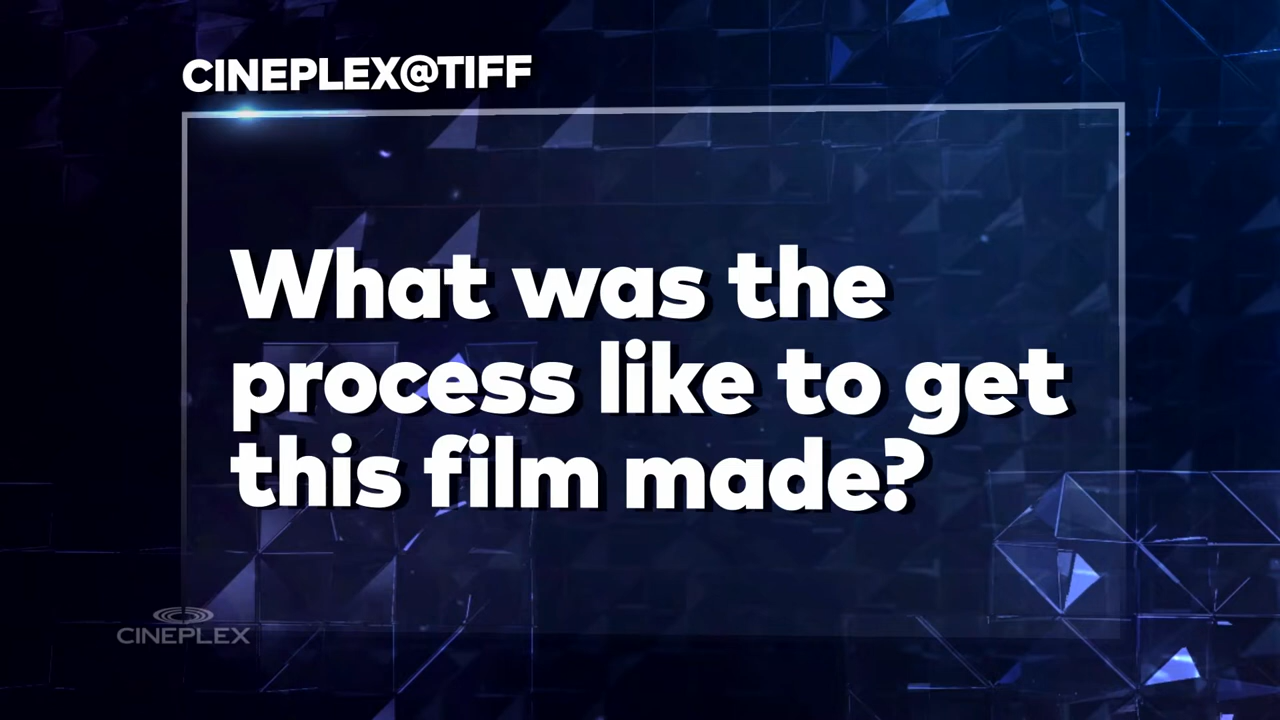 CINEPLEX@TIFF
What was the
process like to get
this film made?
CINEPLEX